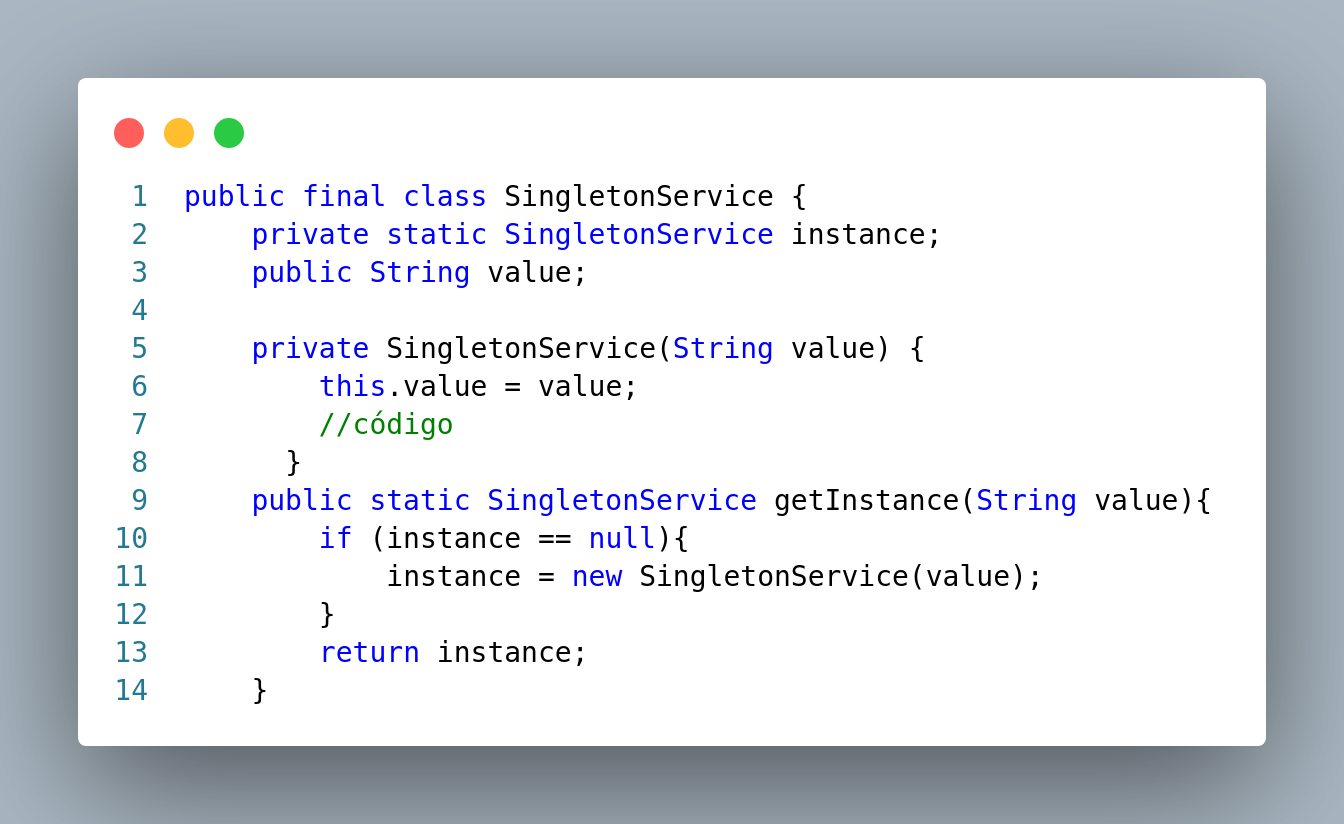 1 public final class SingletonService {
2     private static SingletonService instance;
3     public String value;
4
5     private SingletonService(String value) {
6         this.value = value;
7         //código
8       }
9     public static SingletonService getInstance(String value){
10         if (instance == null){
11             instance = new SingletonService(value);
12         }
13         return instance;
14     }